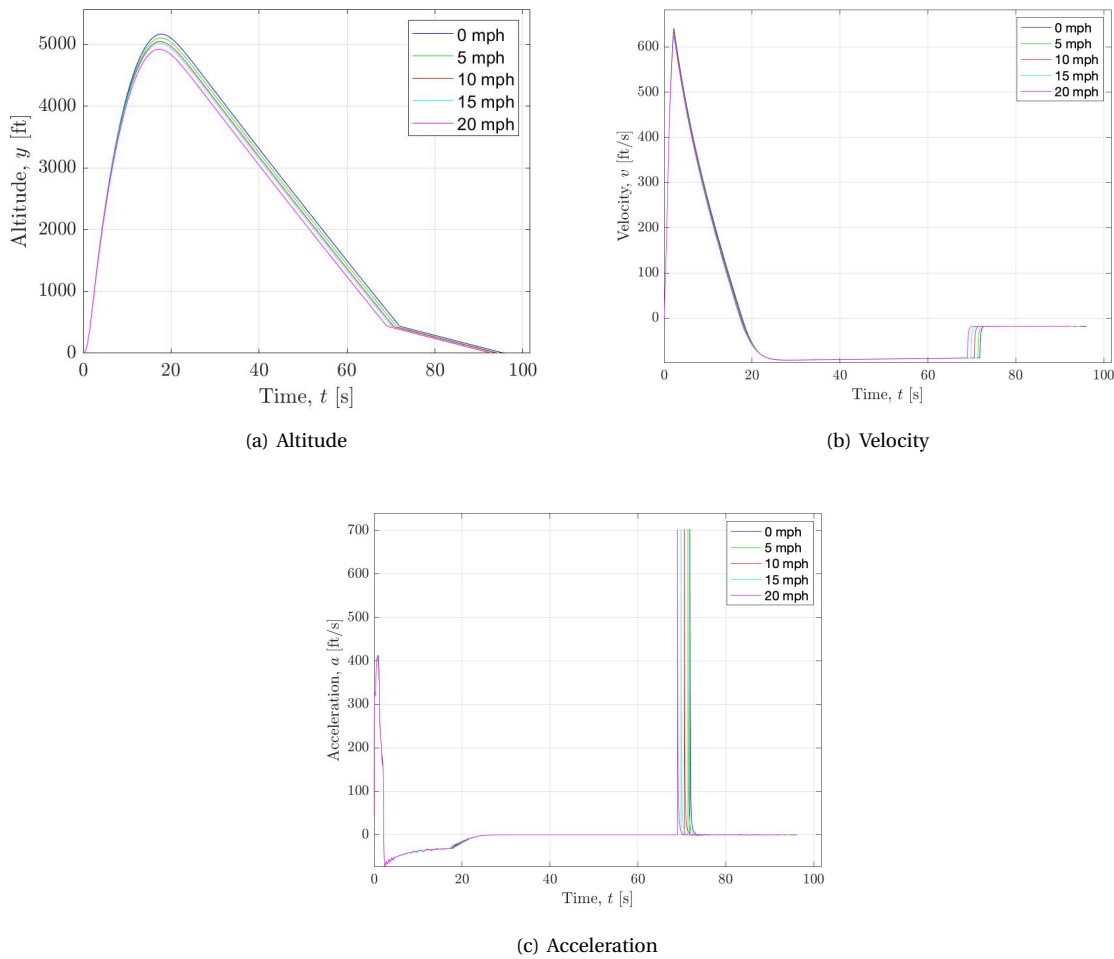 5000
4000
3000
2000
1000
0
0
20
40
60
80
100
Altitude, y [ft]
Time, t [s]
0 mph
5 mph
10 mph
15 mph
20 mph
(a) Altitude
600
500
400
300
200
100
0
0
20
40
60
80
100
Velocity, v [ft/s]
Time, t [s]
0 mph
5 mph
10 mph
15 mph
20 mph
(b) Velocity
700
600
500
400
300
200
100
0
0
20
40
60
80
100
Acceleration, a [ft/s]
Time, t [s]
0 mph
5 mph
10 mph
15 mph
20 mph
(c) Acceleration